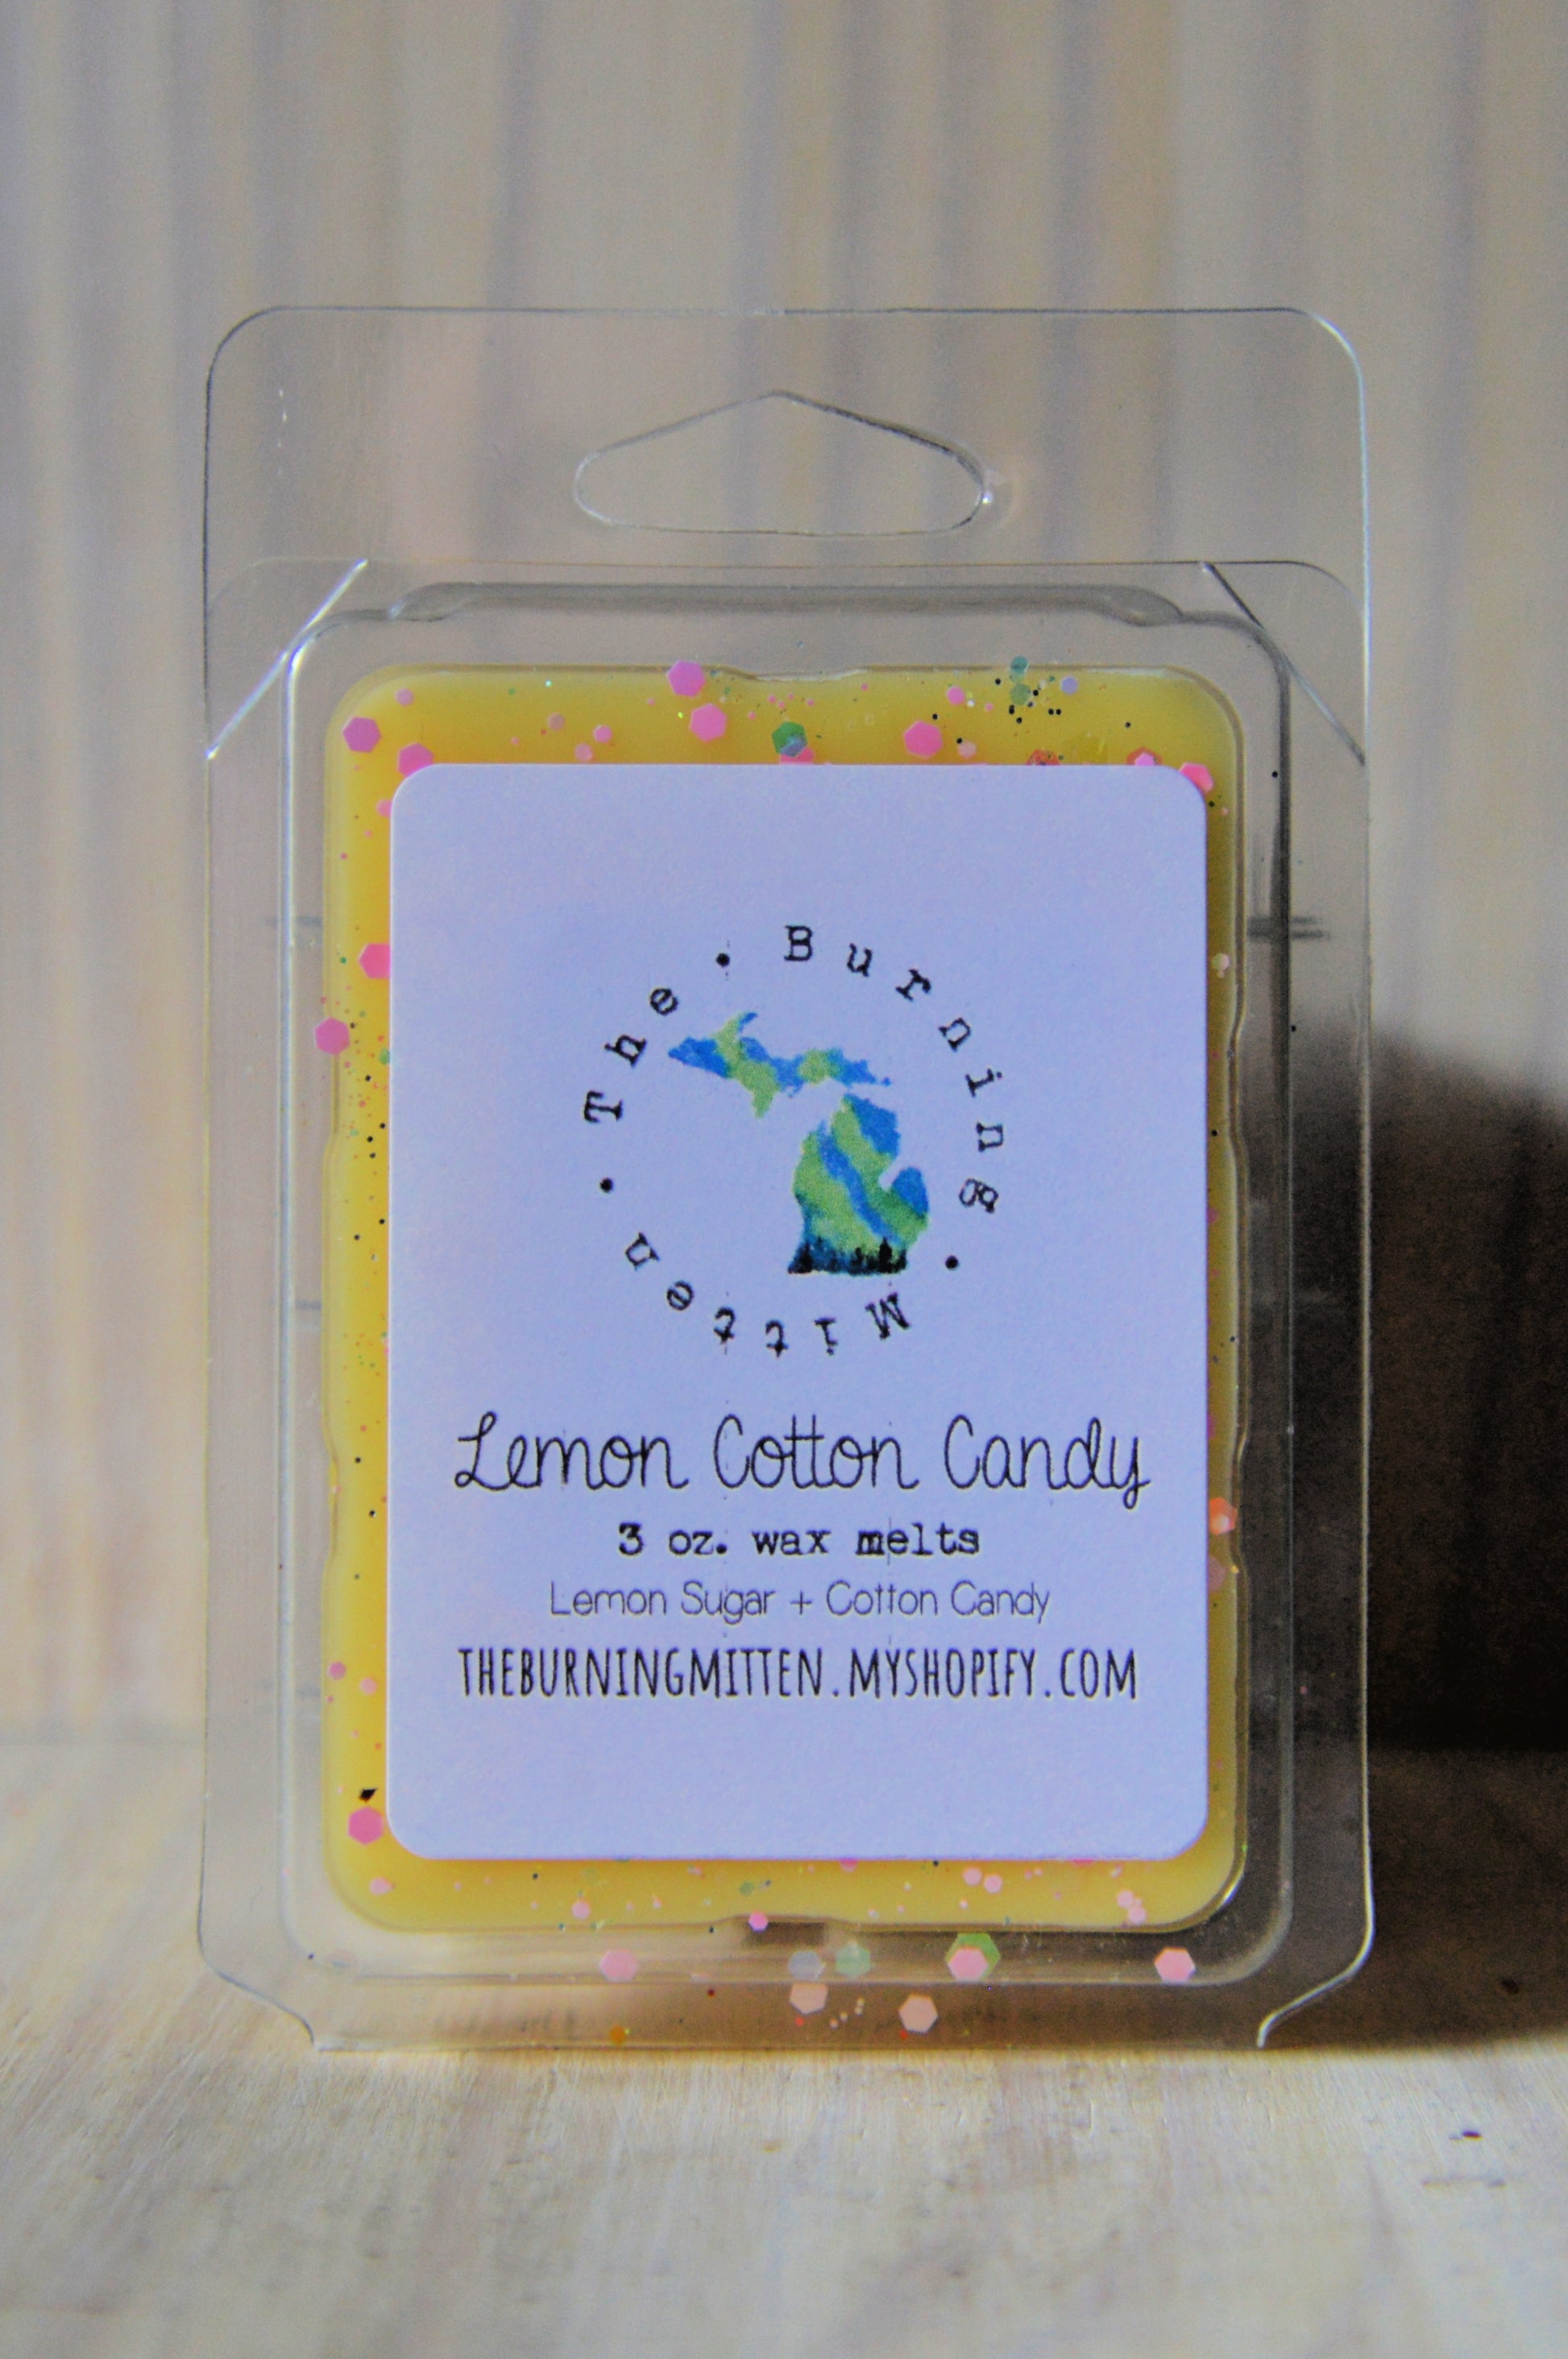 The • Burning • Mitten •
Lemon Cotton Candy
3 oz. wax melts
Lemon Sugar + Cotton Candy
THEBURNINGMITTEN.MYSHOPIFY.COM